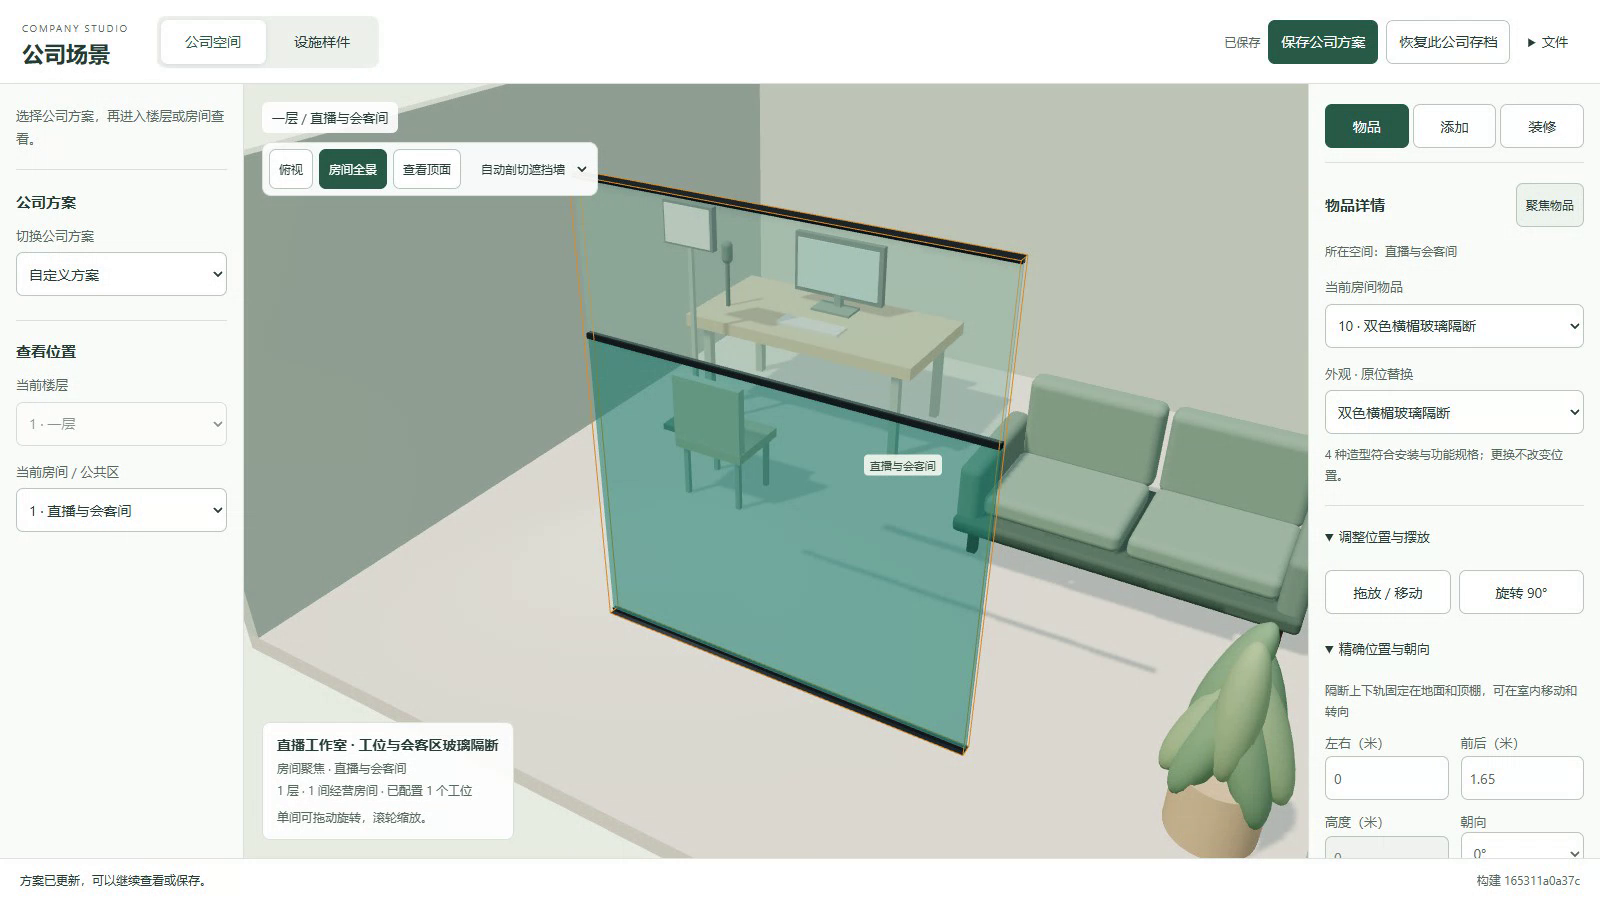 COMPANY STUDIO
公司场景
公司空间
设施样件
已保存
保存公司方案
恢复此公司存档
▶ 文件
选择公司方案，再进入楼层或房间查
看。
公司方案
切换公司方案
自定义方案
查看位置
当前楼层
1 · 一层
当前房间 / 公共区
1 · 直播与会客间
一层 / 直播与会客间
俯视
房间全景
查看顶面
自动剖切遮挡墙
直播与会客间
直播工作室 · 工位与会客区玻璃隔断
房间聚焦 · 直播与会客间
1 层 · 1 间经营房间 · 已配置 1 个工位
单间可拖动旋转，滚轮缩放。
物品
添加
装修
物品详情
聚焦物品
所在空间：直播与会客间
当前房间物品
10 · 双色横楣玻璃隔断
外观 · 原位替换
双色横楣玻璃隔断
4 种造型符合安装与功能规格；更换不改变位
置。
▼ 调整位置与摆放
拖放 / 移动
旋转 90°
▼ 精确位置与朝向
隔断上下轨固定在地面和顶棚，可在室内移动和
转向
左右（米）
前后（米）
0
1.65
高度（米）
朝向
0
0°
方案已更新，可以继续查看或保存。
构建 165311a0a37c